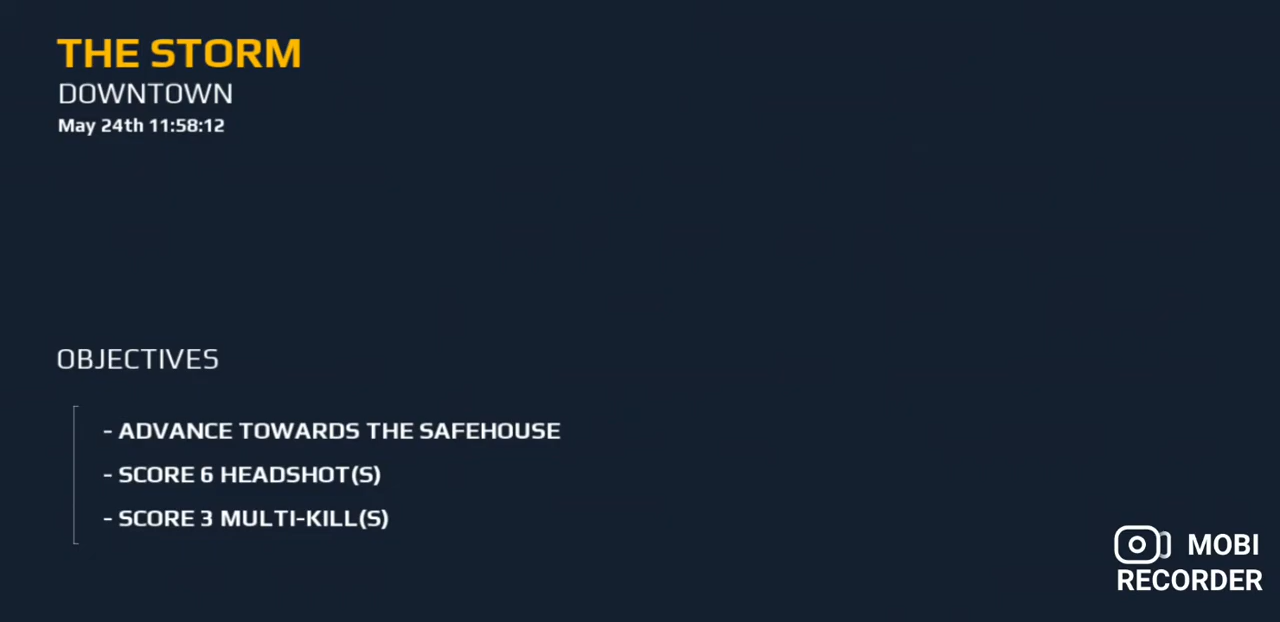 THE STORM
DOWNTOWN
May 24th 11:58:12
OBJECTIVES
- ADVANCE TOWARDS THE SAFEHOUSE
- SCORE 6 HEADSHOT(S)
- SCORE 3 MULTI-KILL(S)
MOBI
RECORDER